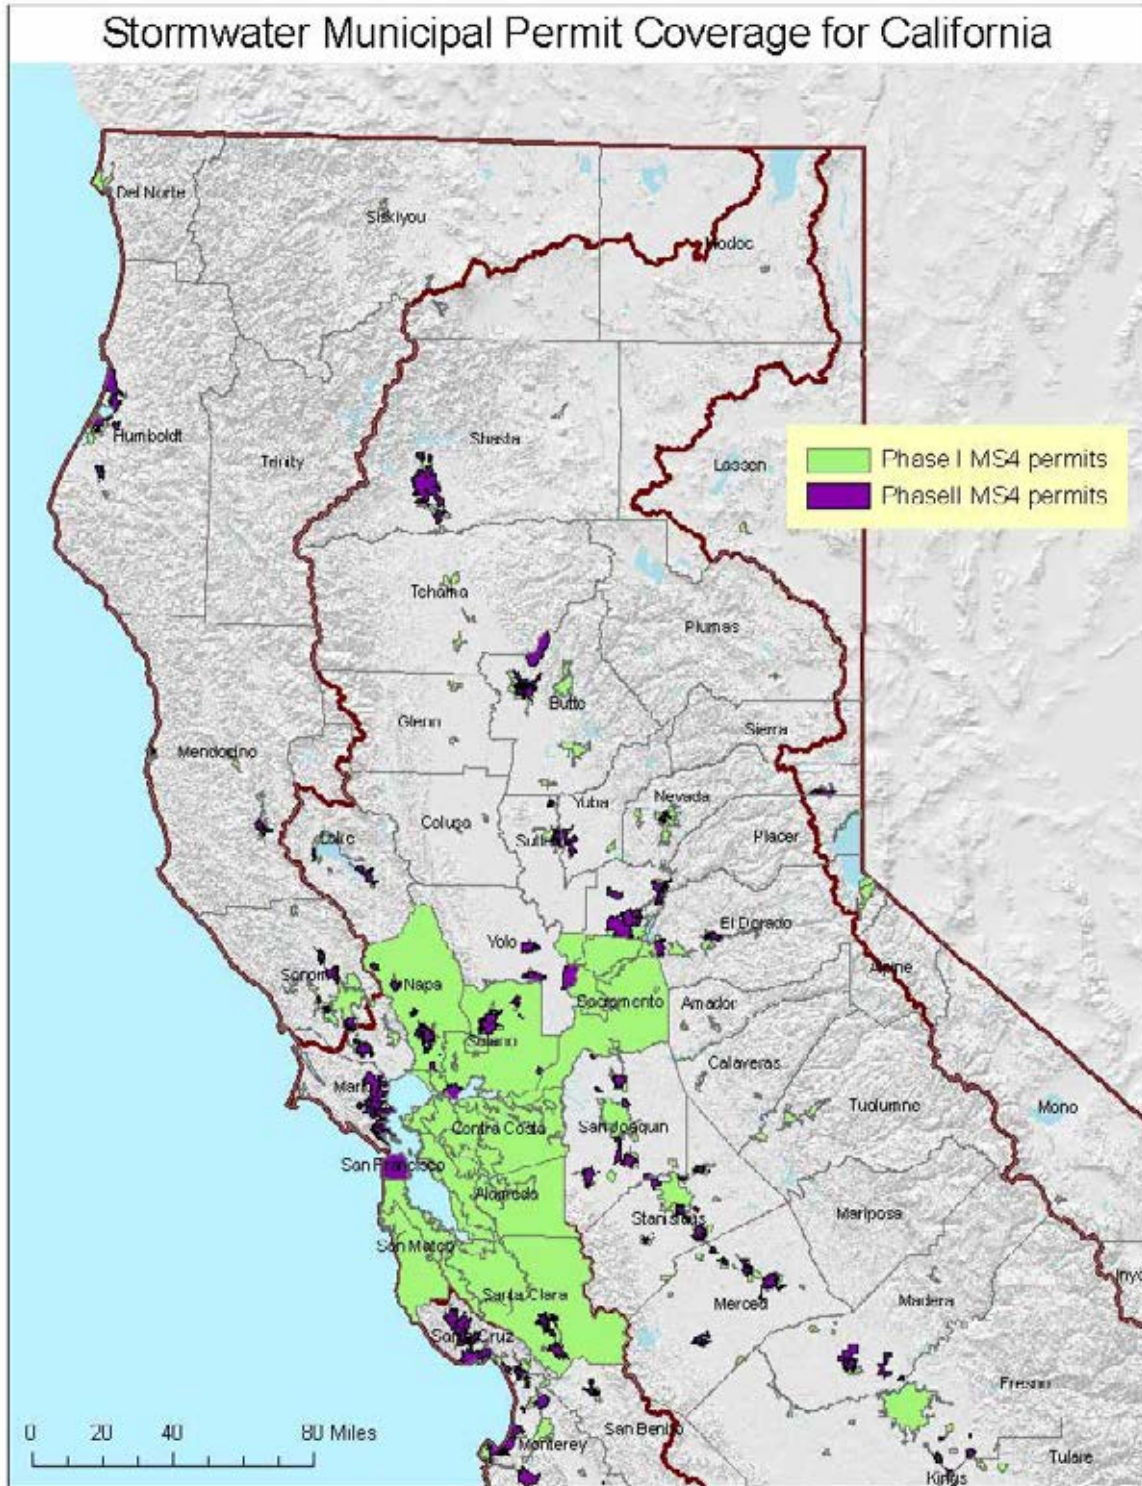 Stormwater Municipal Permit Coverage for California
Del Norte
Siskiyou
Modoc
Humboldt
Trinity
Shasta
Lassen
Phase I MS4 permits
PhaseII MS4 permits
Tehama
Plumas
Butte
Glenn
Sierra
Mendocino
Colusa
Yuba
Nevada
Sutter
Placer
Lake
Yolo
El Dorado
Sonoma
Napa
Sacramento
Alpine
Amador
Solano
Calaveras
Marin
Tuolumne
Mono
Contra Costa
San Joaquin
San Francisco
Alameda
Stanislaus
Mariposa
San Mateo
Santa Clara
Merced
Madera
Inyo
Santa Cruz
Fresno
San Benito
Monterey
Tulare
Kings
0 20 40 80 Miles